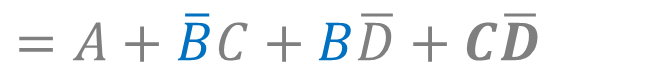 = A + B̅C + BD̅ + CD̅